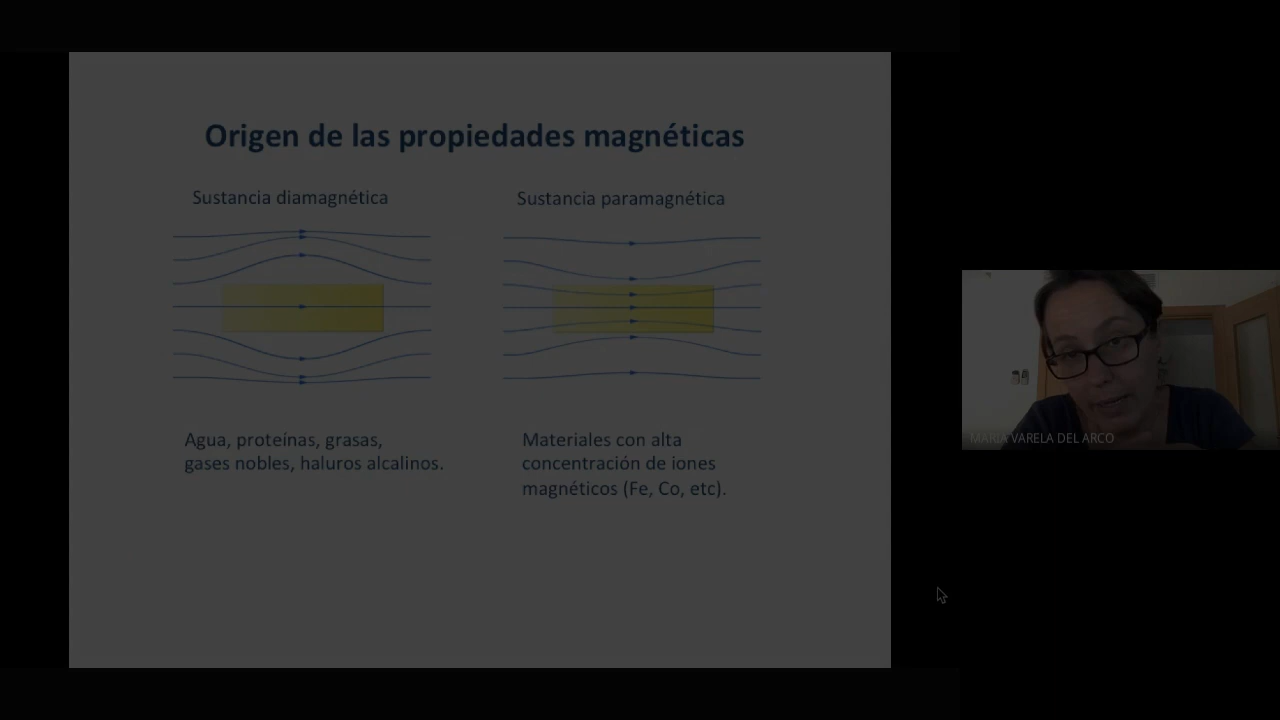 Origen de las propiedades magnéticas
Sustancia diamagnética
Sustancia paramagnética
Agua, proteínas, grasas,
gases nobles, haluros alcalinos.
Materiales con alta
concentración de iones
magnéticos (Fe, Co, etc).
MARIA VARELA DEL ARCO